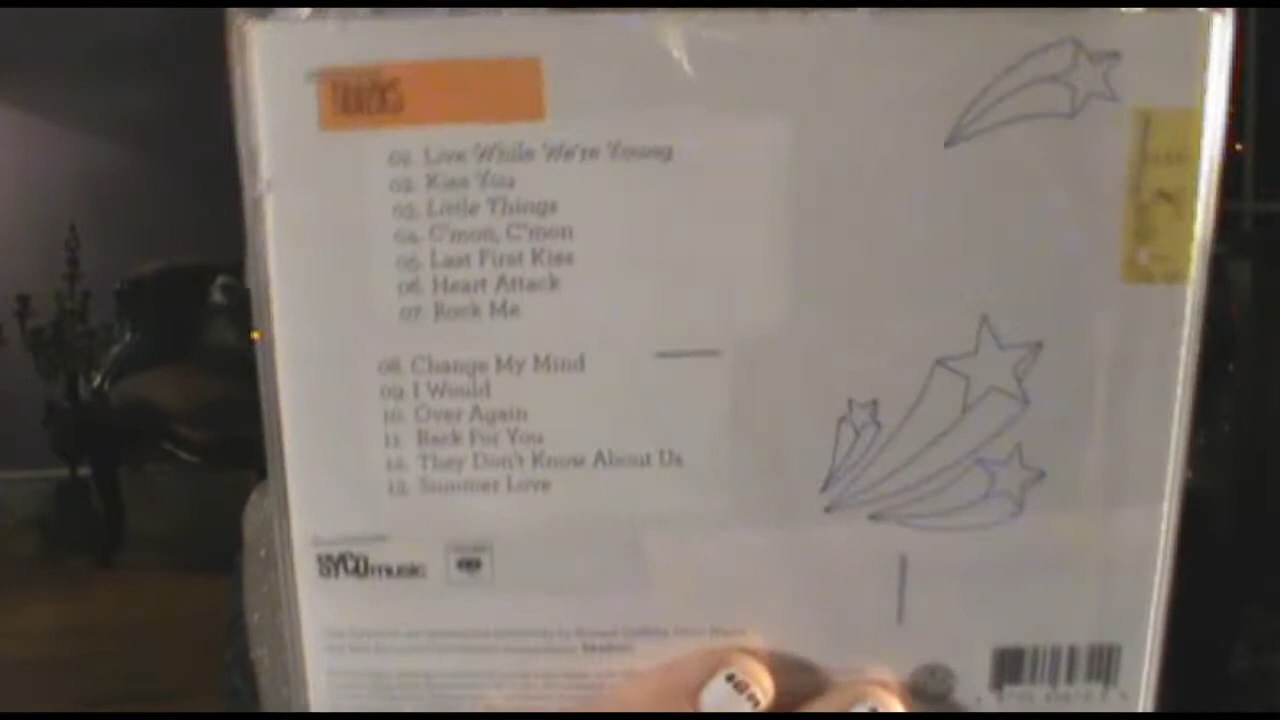 TRACKS
01. Live While We're Young
02. Kiss You
03. Little Things
04. C'mon, C'mon
05. Last First Kiss
06. Heart Attack
07. Rock Me
08. Change My Mind
09. I Would
10. Over Again
11. Back For You
12. They Don't Know About Us
13. Summer Love
SYCOmusic